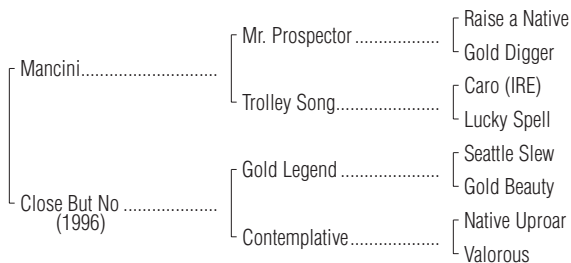 Raise a Native
Mr. Prospector
Gold Digger
Mancini
Caro (IRE)
Trolley Song
Lucky Spell
Seattle Slew
Gold Legend
Gold Beauty
Close But No
(1996)
Native Uproar
Contemplative
Valorous